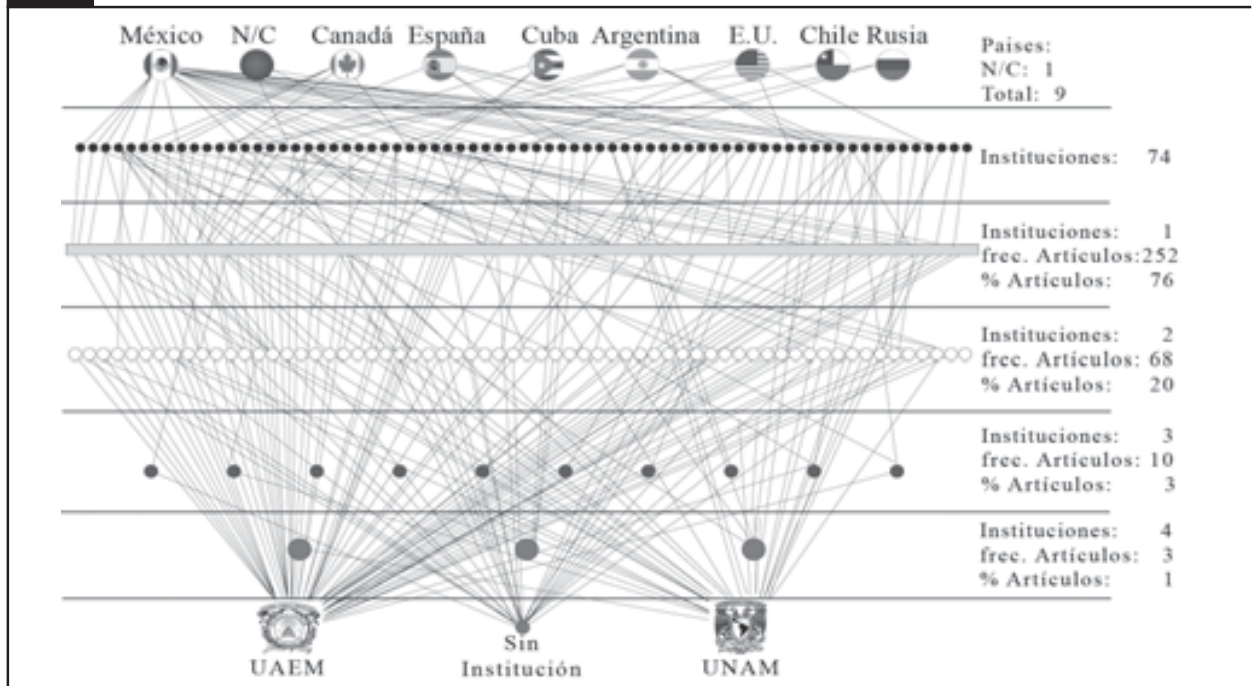 México N/C Canadá España Cuba Argentina E.U. Chile Rusia
Paises:
N/C: 1
Total: 9
Instituciones: 74
Instituciones: 1
frec. Artículos:252
% Artículos: 76
Instituciones: 2
frec. Artículos: 68
% Artículos: 20
Instituciones: 3
frec. Artículos: 10
% Artículos: 3
Instituciones: 4
frec. Artículos: 3
% Artículos: 1
UAEM
Sin
Institución
UNAM